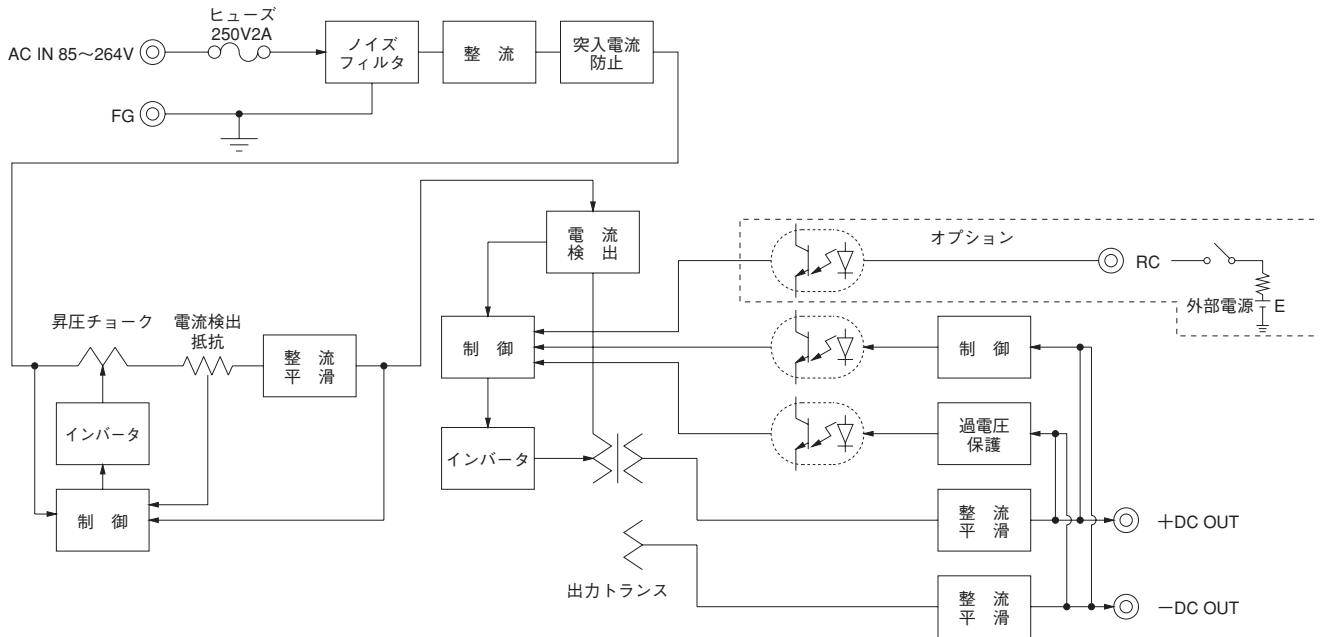 ヒューズ
250V2A
AC IN 85～264V
ノイズ
フィルタ
整 流
突入電流
防止
FG
電 流
検 出
オプション
RC
外部電源
E
昇圧チョーク
電流検出
抵抗
整 流
平 滑
制 御
制 御
インバータ
過電圧
保護
インバータ
制 御
整 流
平 滑
＋DC OUT
出力トランス
整 流
平 滑
－DC OUT